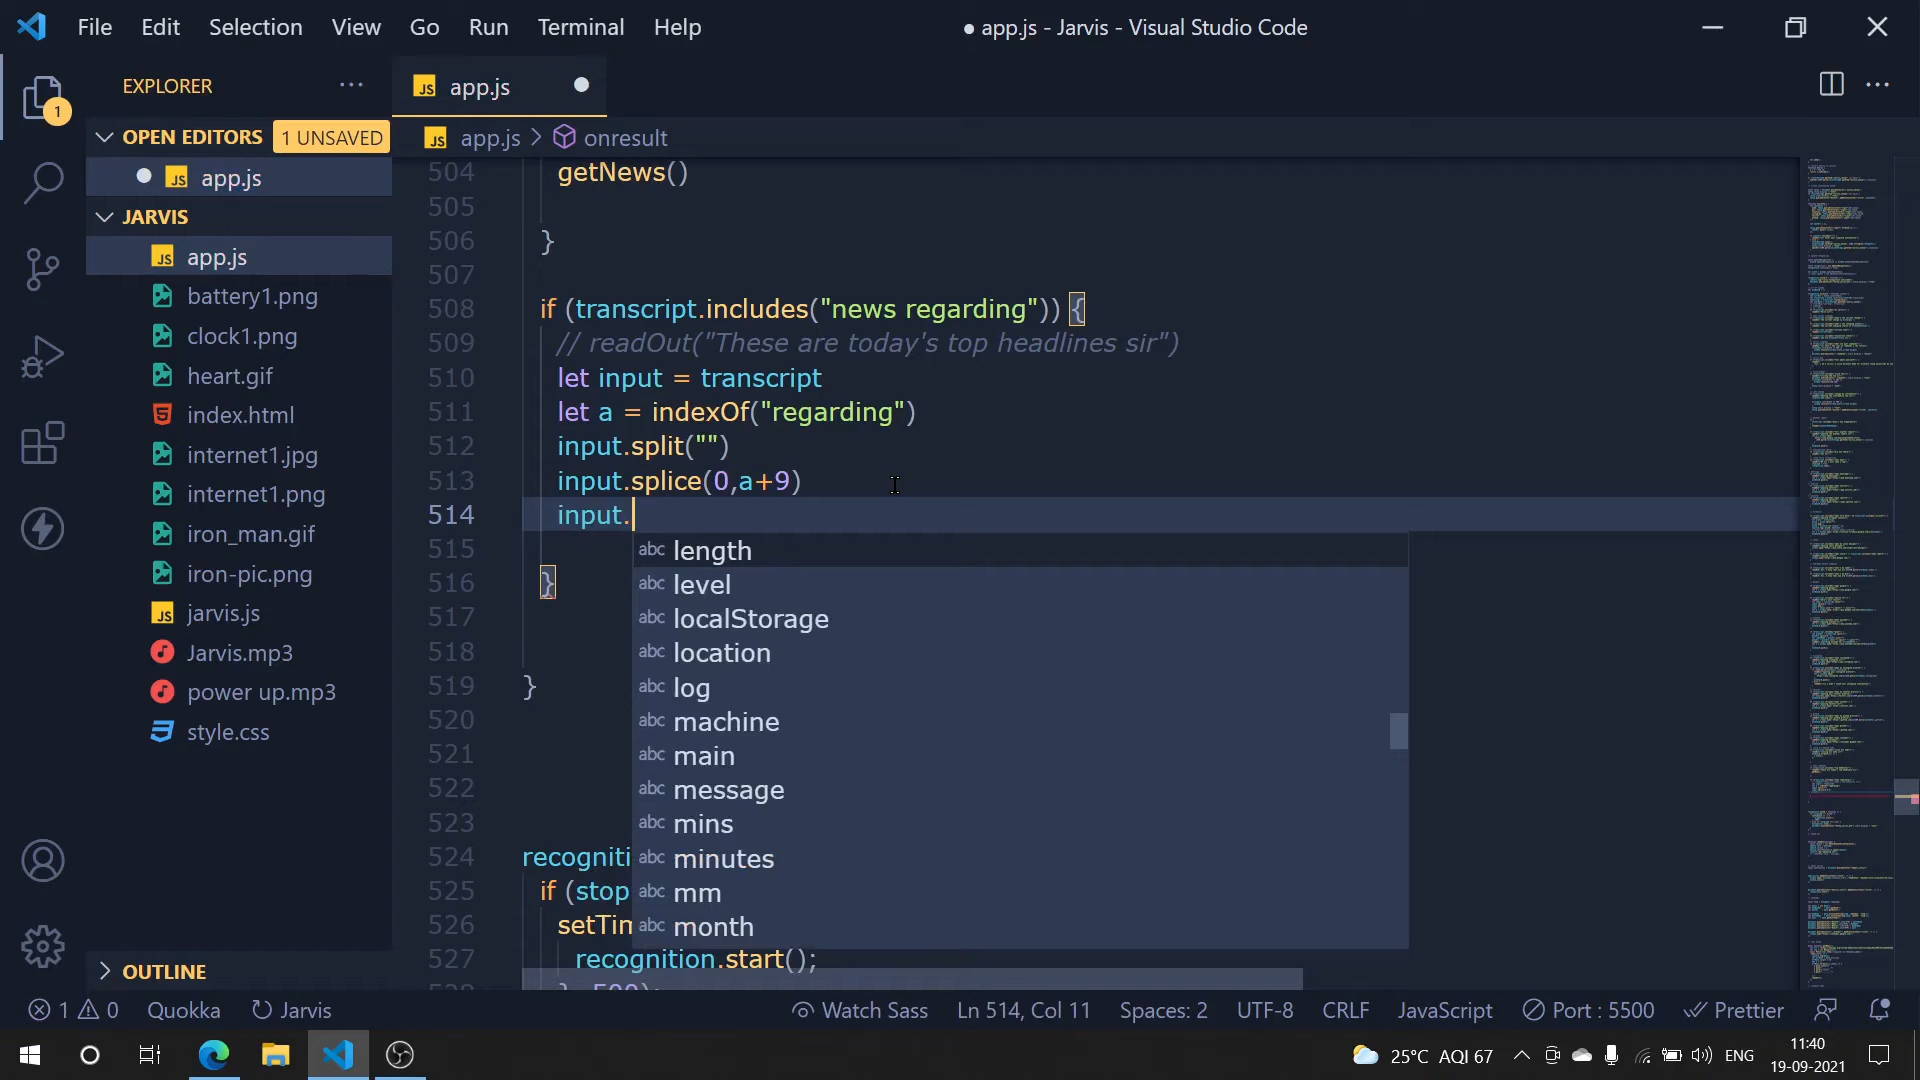 File Edit Selection View Go Run Terminal Help
● app.js - Jarvis - Visual Studio Code
EXPLORER
JS app.js
OPEN EDITORS 1 UNSAVED
JS app.js > onresult
JS app.js
JARVIS
JS app.js
battery1.png
clock1.png
heart.gif
index.html
internet1.jpg
internet1.png
iron_man.gif
iron-pic.png
JS jarvis.js
Jarvis.mp3
power up.mp3
style.css
OUTLINE
1
504 getNews()
505
506 }
507
508 if (transcript.includes("news regarding")) {
509 // readOut("These are today's top headlines sir")
510 let input = transcript
511 let a = indexOf("regarding")
512 input.split("")
513 input.splice(0,a+9)
514 input.
515
516 }
517
518
519 }
520
521
522
523
524 recogniti
525 if (stop
526 setTim
527 recognition.start();
abc length
abc level
abc localStorage
abc location
abc log
abc machine
abc main
abc message
abc mins
abc minutes
abc mm
abc month
1 0 Quokka Jarvis Watch Sass Ln 514, Col 11 Spaces: 2 UTF-8 CRLF JavaScript Port : 5500 Prettier
25°C AQI 67 ENG 11:40
19-09-2021